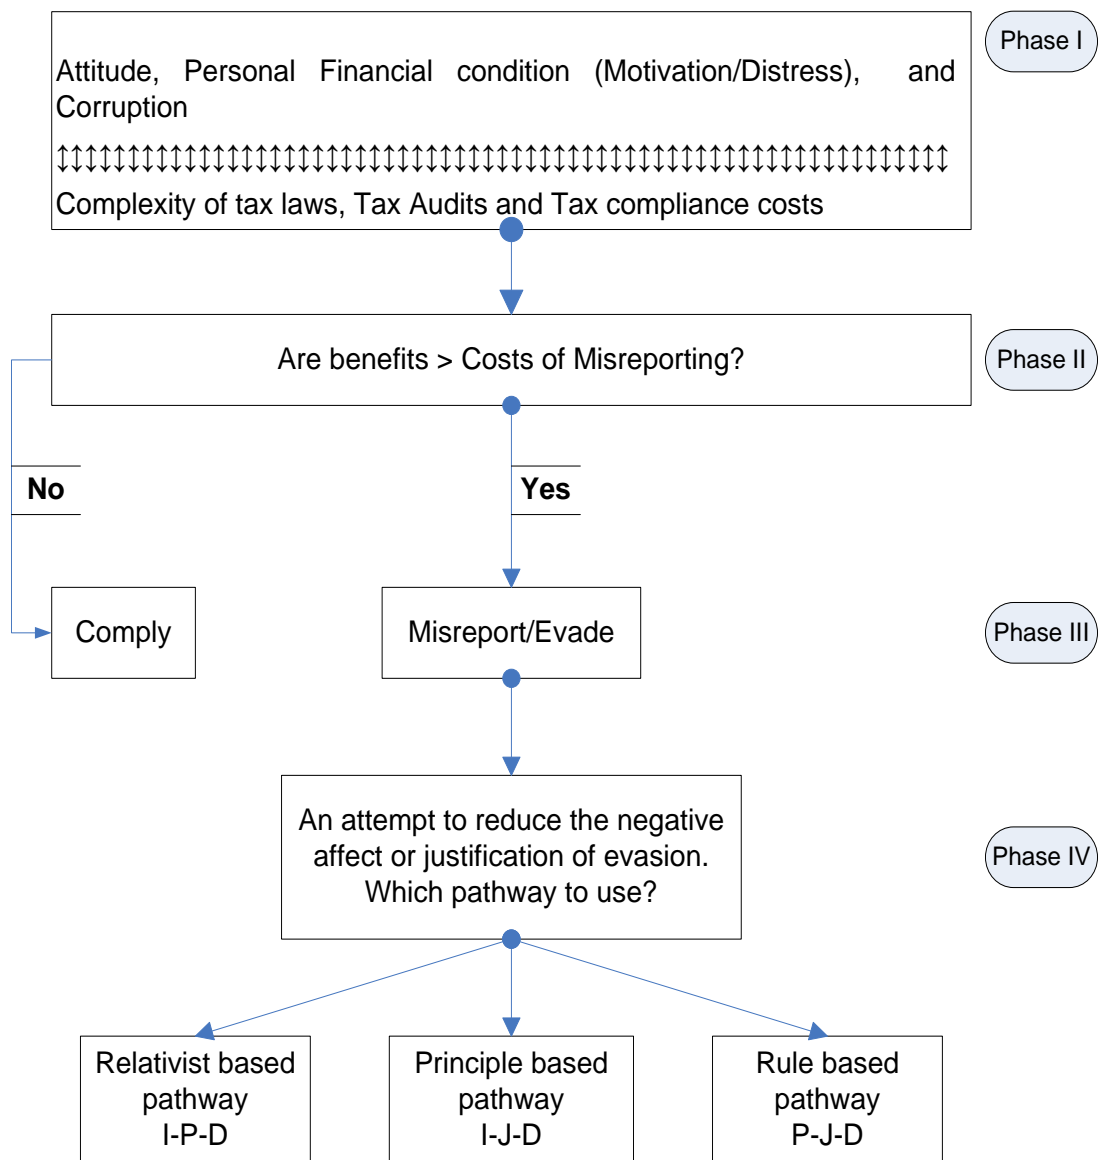 Phase I
Attitude, Personal Financial condition (Motivation/Distress), and
Corruption
↕↕↕↕↕↕↕↕↕↕↕↕↕↕↕↕↕↕↕↕↕↕↕↕↕↕↕↕↕↕↕↕↕↕↕↕↕↕↕↕↕↕↕↕↕↕↕↕↕↕↕↕↕↕↕↕↕↕↕↕↕↕↕
Complexity of tax laws, Tax Audits and Tax compliance costs
Are benefits > Costs of Misreporting?
Phase II
No
Yes
Comply
Misreport/Evade
Phase III
An attempt to reduce the negative
affect or justification of evasion.
Which pathway to use?
Phase IV
Relativist based
pathway
I-P-D
Principle based
pathway
I-J-D
Rule based
pathway
P-J-D